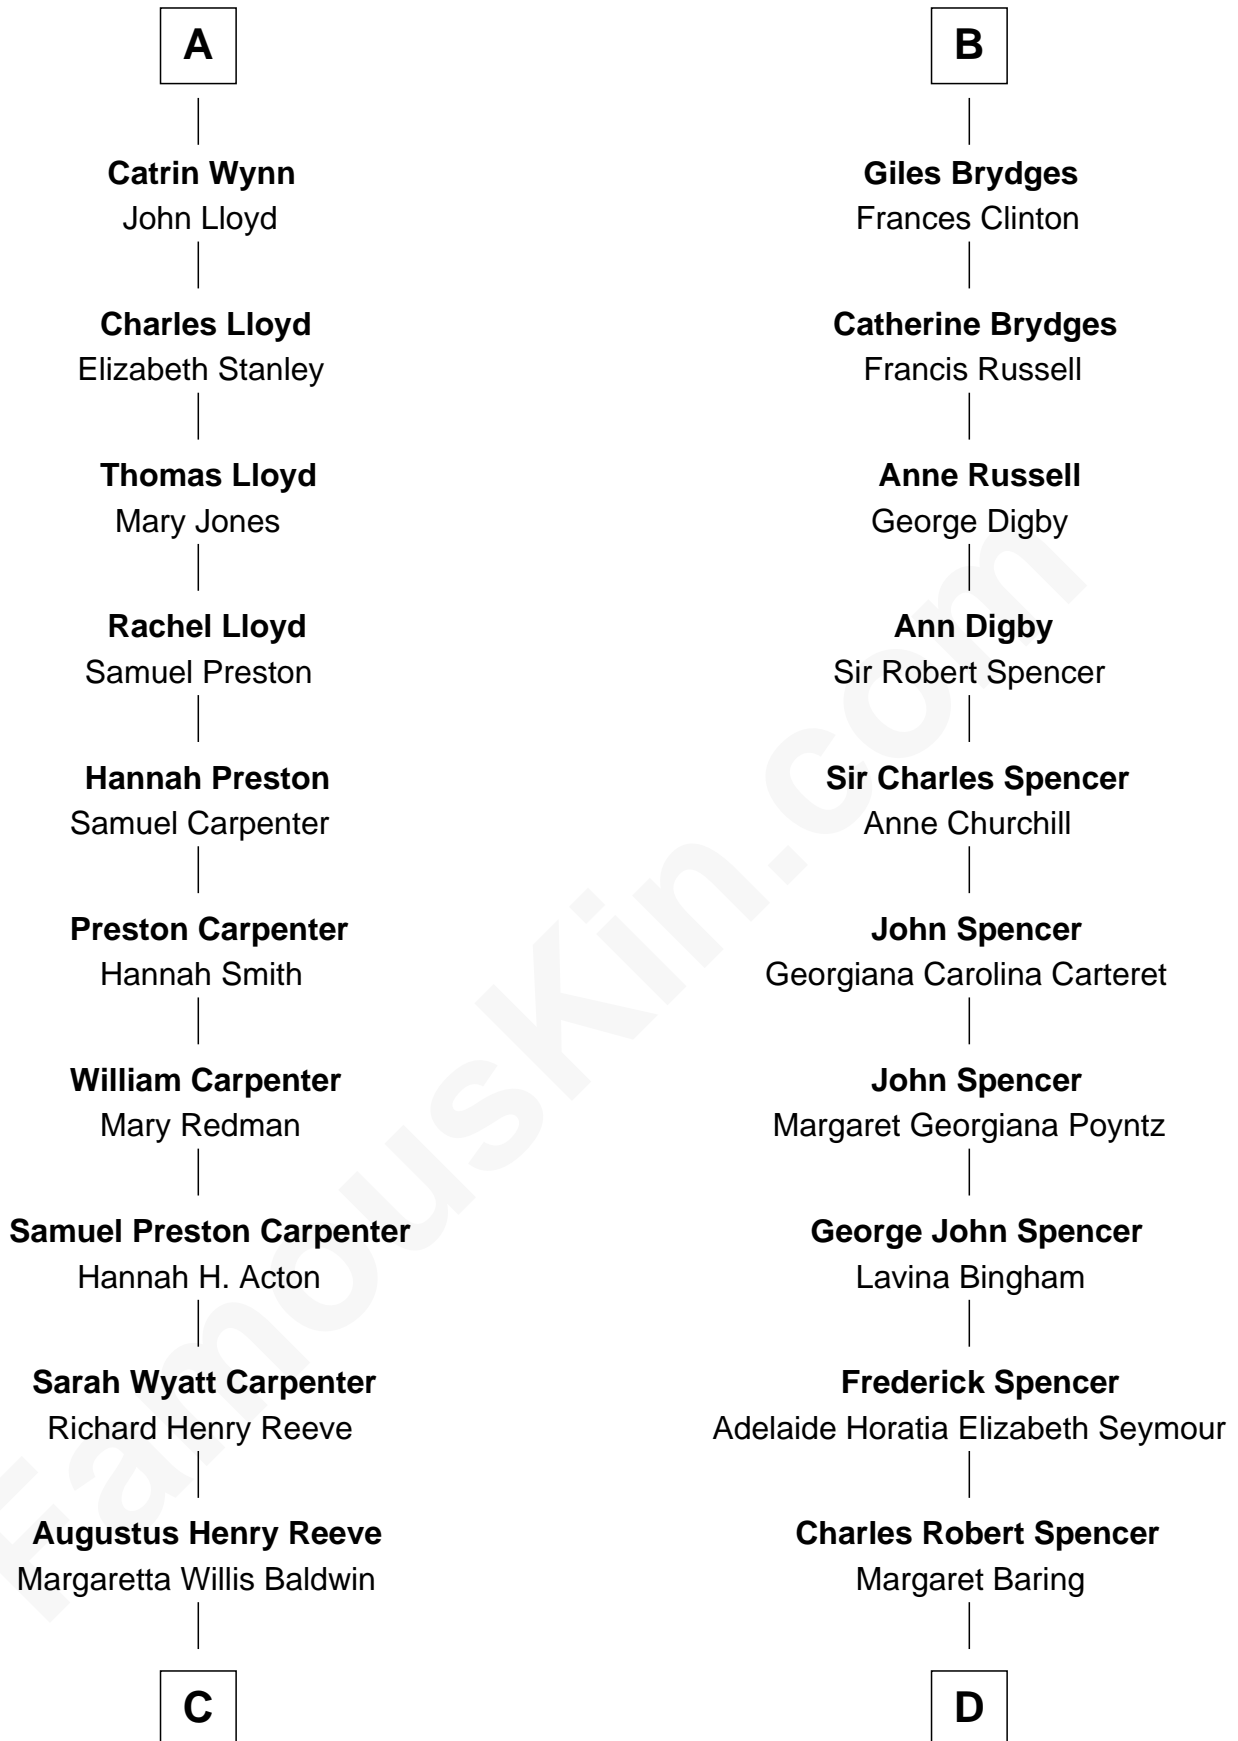 A
Catrin Wynn
John Lloyd
Charles Lloyd
Elizabeth Stanley
Thomas Lloyd
Mary Jones
Rachel Lloyd
Samuel Preston
Hannah Preston
Samuel Carpenter
Preston Carpenter
Hannah Smith
William Carpenter
Mary Redman
Samuel Preston Carpenter
Hannah H. Acton
Sarah Wyatt Carpenter
Richard Henry Reeve
Augustus Henry Reeve
Margaretta Willis Baldwin
C
B
Giles Brydges
Frances Clinton
Catherine Brydges
Francis Russell
Anne Russell
George Digby
Ann Digby
Sir Robert Spencer
Sir Charles Spencer
Anne Churchill
John Spencer
Georgiana Carolina Carteret
John Spencer
Margaret Georgiana Poyntz
George John Spencer
Lavina Bingham
Frederick Spencer
Adelaide Horatia Elizabeth Seymour
Charles Robert Spencer
Margaret Baring
D
FamousKin.com